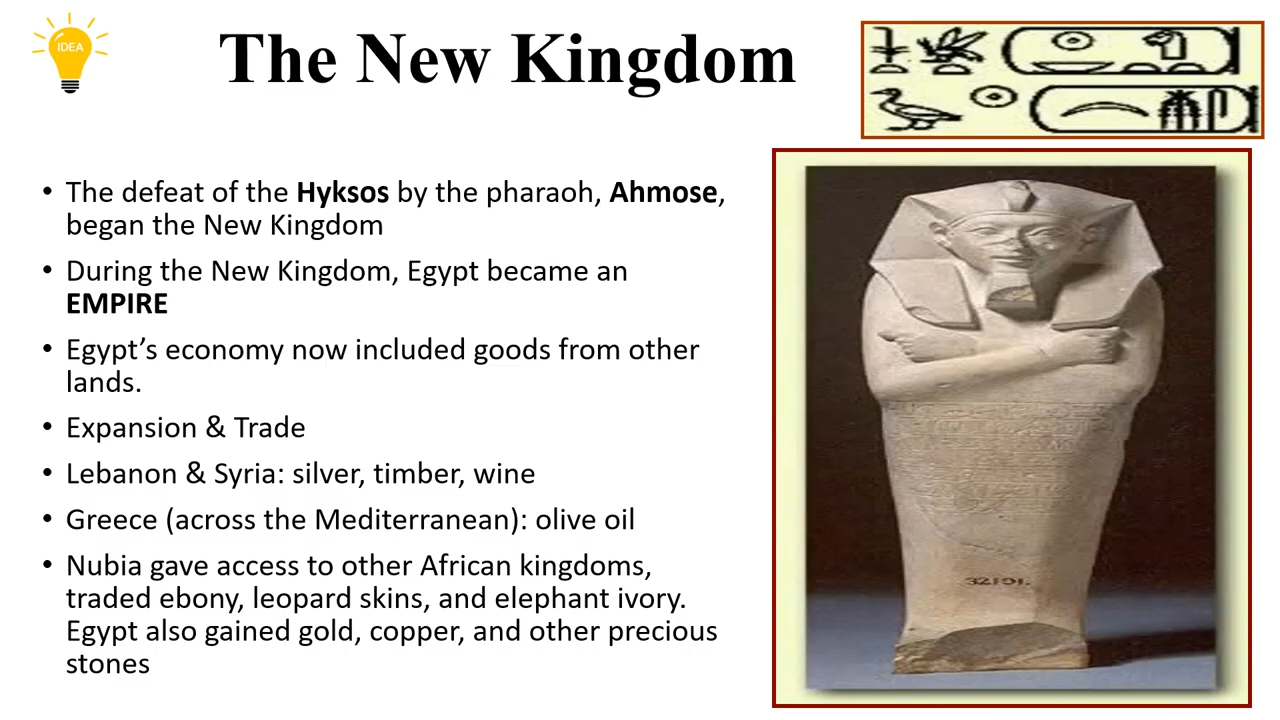 IDEA
The New Kingdom
• The defeat of the Hyksos by the pharaoh, Ahmose,
began the New Kingdom
• During the New Kingdom, Egypt became an
EMPIRE
• Egypt’s economy now included goods from other
lands.
• Expansion & Trade
• Lebanon & Syria: silver, timber, wine
• Greece (across the Mediterranean): olive oil
• Nubia gave access to other African kingdoms,
traded ebony, leopard skins, and elephant ivory.
Egypt also gained gold, copper, and other precious
stones